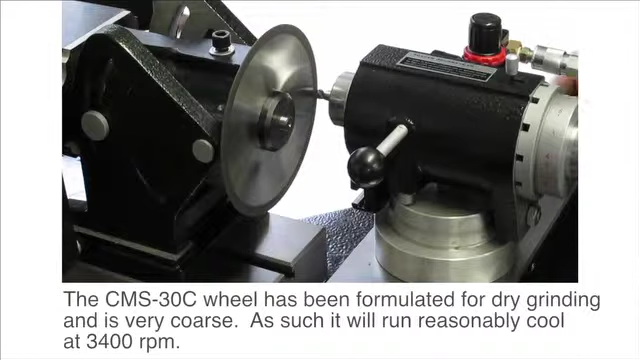 The CMS-30C wheel has been formulated for dry grinding
and is very coarse.  As such it will run reasonably cool
at 3400 rpm.